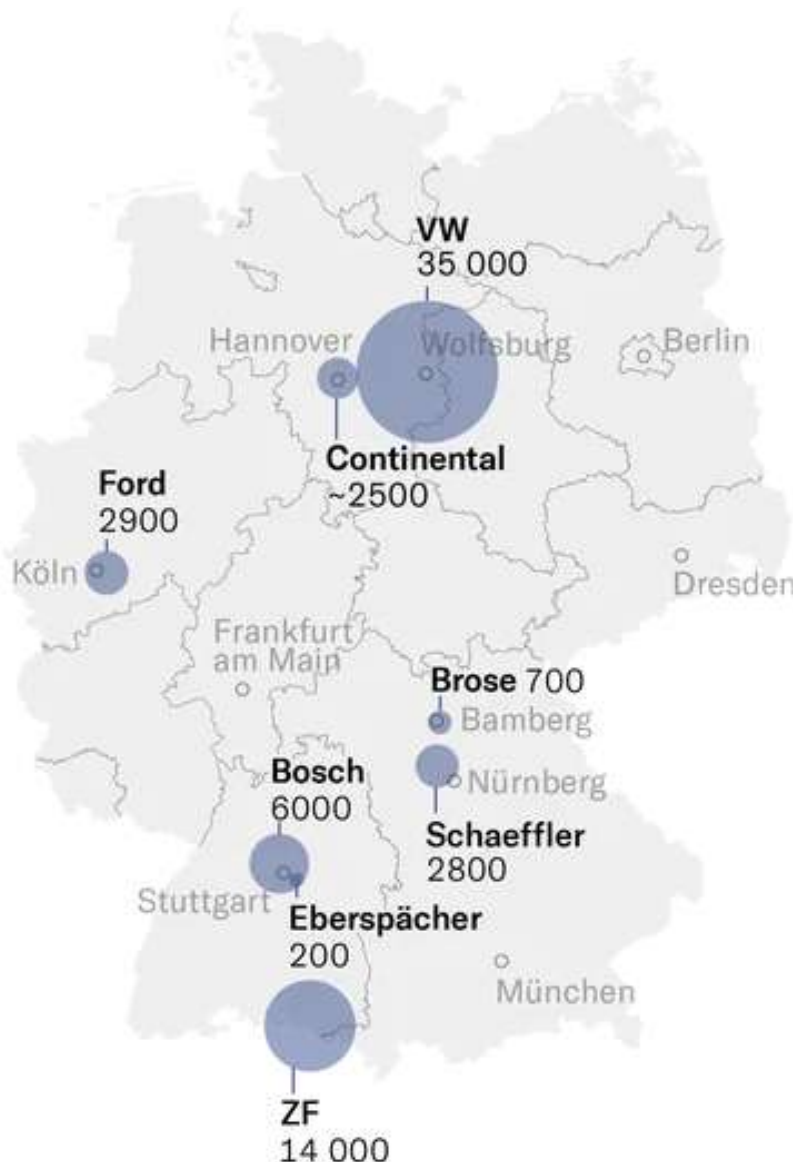 VW
35 000
Hannover
Wolfsburg
Berlin
Continental
~2500
Ford
2900
Köln
Dresden
Frankfurt
am Main
Brose 700
Bamberg
Bosch
6000
Nürnberg
Schaeffler
2800
Stuttgart
Eberspächer
200
München
ZF
14 000